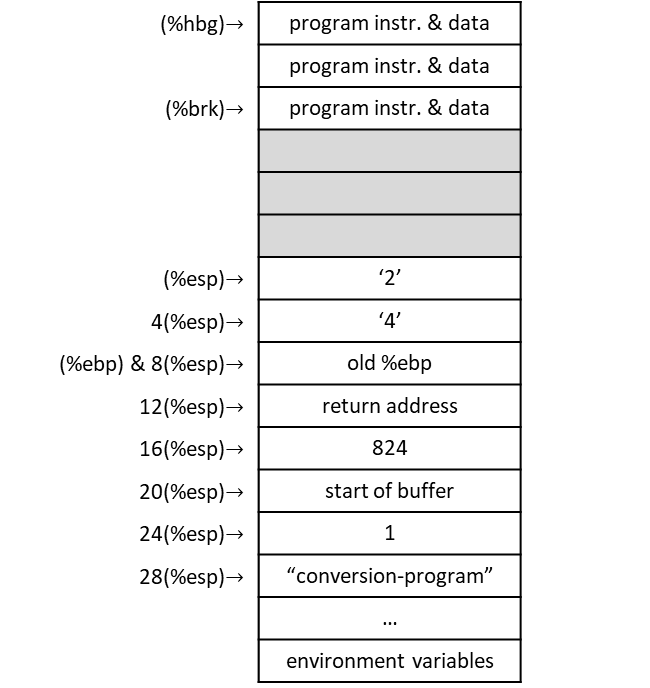 (%hbg)→ program instr. & data
program instr. & data
(%brk)→ program instr. & data
(%esp)→ ‘2’
4(%esp)→ ‘4’
(%ebp) & 8(%esp)→ old %ebp
12(%esp)→ return address
16(%esp)→ 824
20(%esp)→ start of buffer
24(%esp)→ 1
28(%esp)→ “conversion-program”
...
environment variables